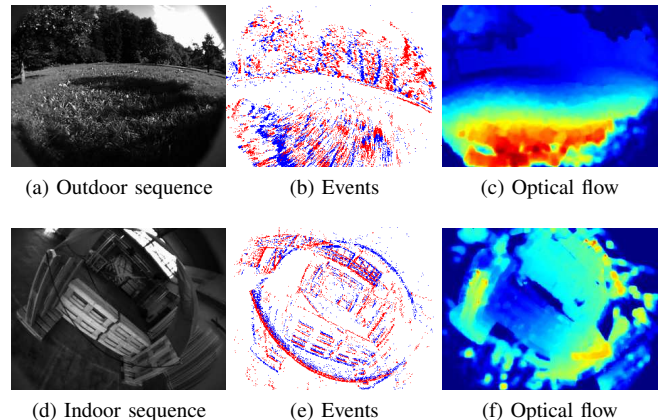 (a) Outdoor sequence
(b) Events
(c) Optical flow
(d) Indoor sequence
(e) Events
(f) Optical flow